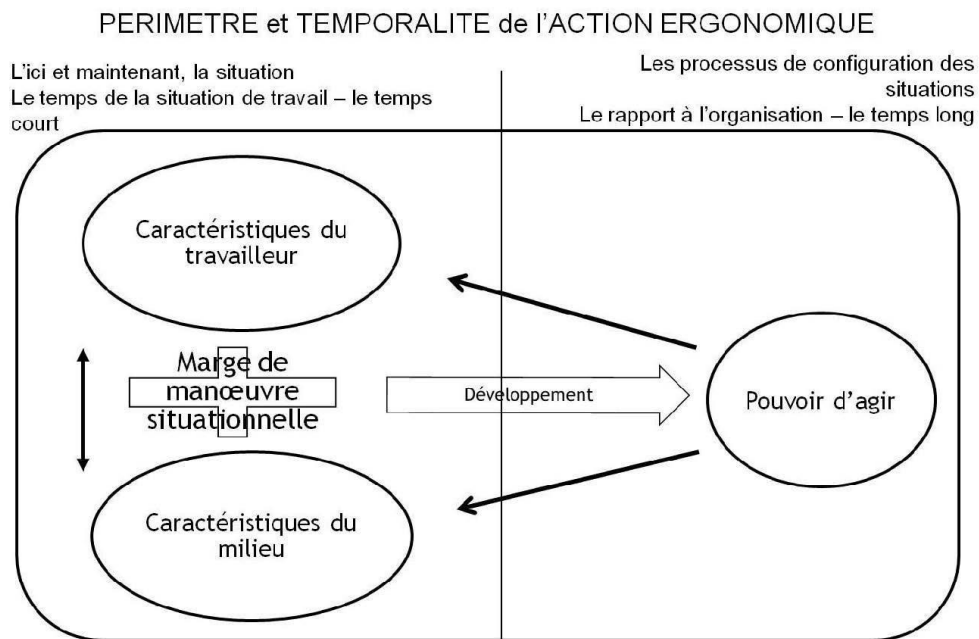 PERIMETRE et TEMPORALITE de l'ACTION ERGONOMIQUE
L'ici et maintenant, la situation
Le temps de la situation de travail – le temps
court
Les processus de configuration des
situations
Le rapport à l'organisation – le temps long
Caractéristiques du
travailleur
Marge de
manœuvre
situationnelle
Développement
Pouvoir d'agir
Caractéristiques du
milieu